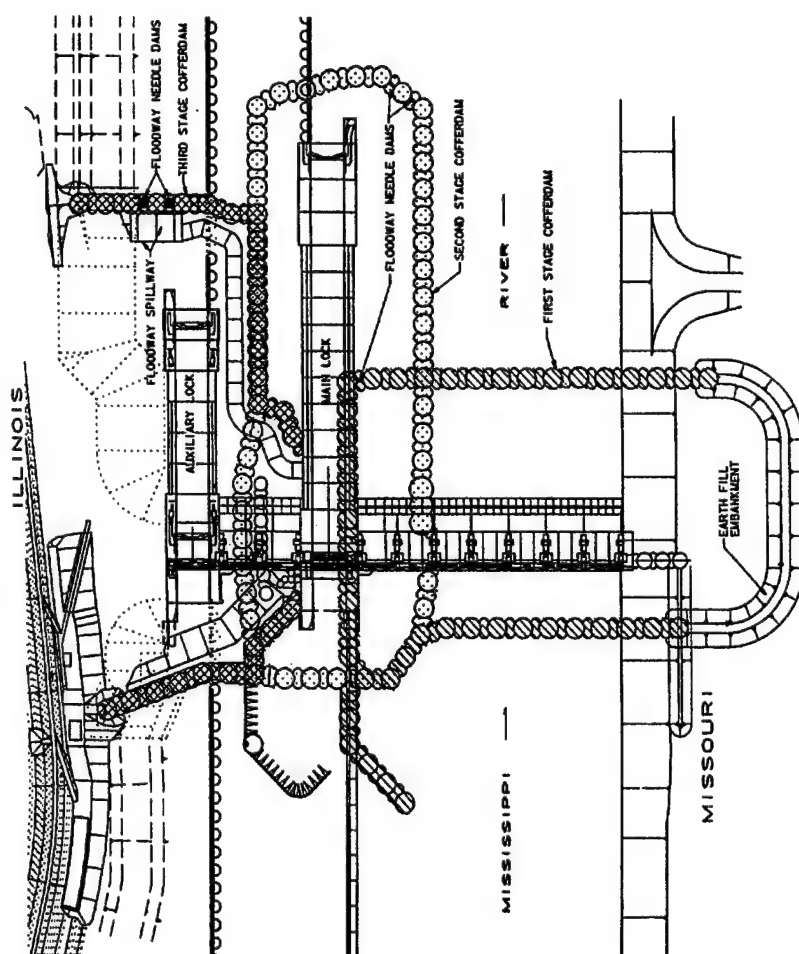 ILLINOIS
FLOODWAY NEEDLE DAMS
THIRD STAGE COFFERDAM
FLOODWAY SPILLWAY
AUXILIARY LOCK
MAIN LOCK
FLOODWAY NEEDLE DAMS
SECOND STAGE COFFERDAM
MISSISSIPPI
RIVER
FIRST STAGE COFFERDAM
EARTH FILL
EMBANKMENT
MISSOURI